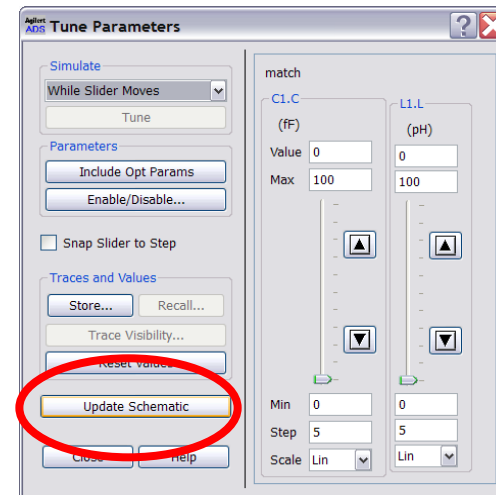 Agilent
ADS Tune Parameters
Simulate
While Slider Moves
Tune
Parameters
Include Opt Params
Enable/Disable...
Snap Slider to Step
Traces and Values
Store... Recall...
Trace Visibility...
Reset Values
Update Schematic
Close Help
match
C1.C L1.L
(fF) (pH)
Value 0 0
Max 100 100
Min 0 0
Step 5 5
Scale Lin Lin